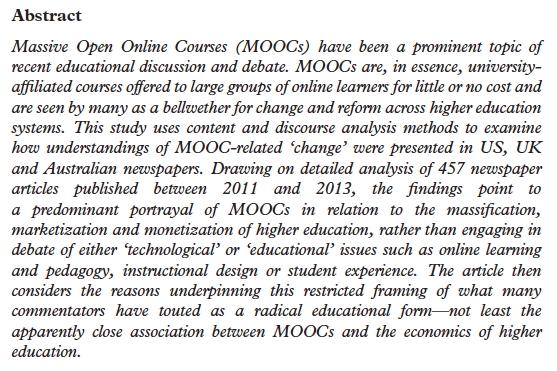 Abstract
Massive Open Online Courses (MOOCs) have been a prominent topic of
recent educational discussion and debate. MOOCs are, in essence, university-
affiliated courses offered to large groups of online learners for little or no cost and
are seen by many as a bellwether for change and reform across higher education
systems. This study uses content and discourse analysis methods to examine
how understandings of MOOC-related ‘change’ were presented in US, UK
and Australian newspapers. Drawing on detailed analysis of 457 newspaper
articles published between 2011 and 2013, the findings point to
a predominant portrayal of MOOCs in relation to the massification,
marketization and monetization of higher education, rather than engaging in
debate of either ‘technological’ or ‘educational’ issues such as online learning
and pedagogy, instructional design or student experience. The article then
considers the reasons underpinning this restricted framing of what many
commentators have touted as a radical educational form—not least the
apparently close association between MOOCs and the economics of higher
education.